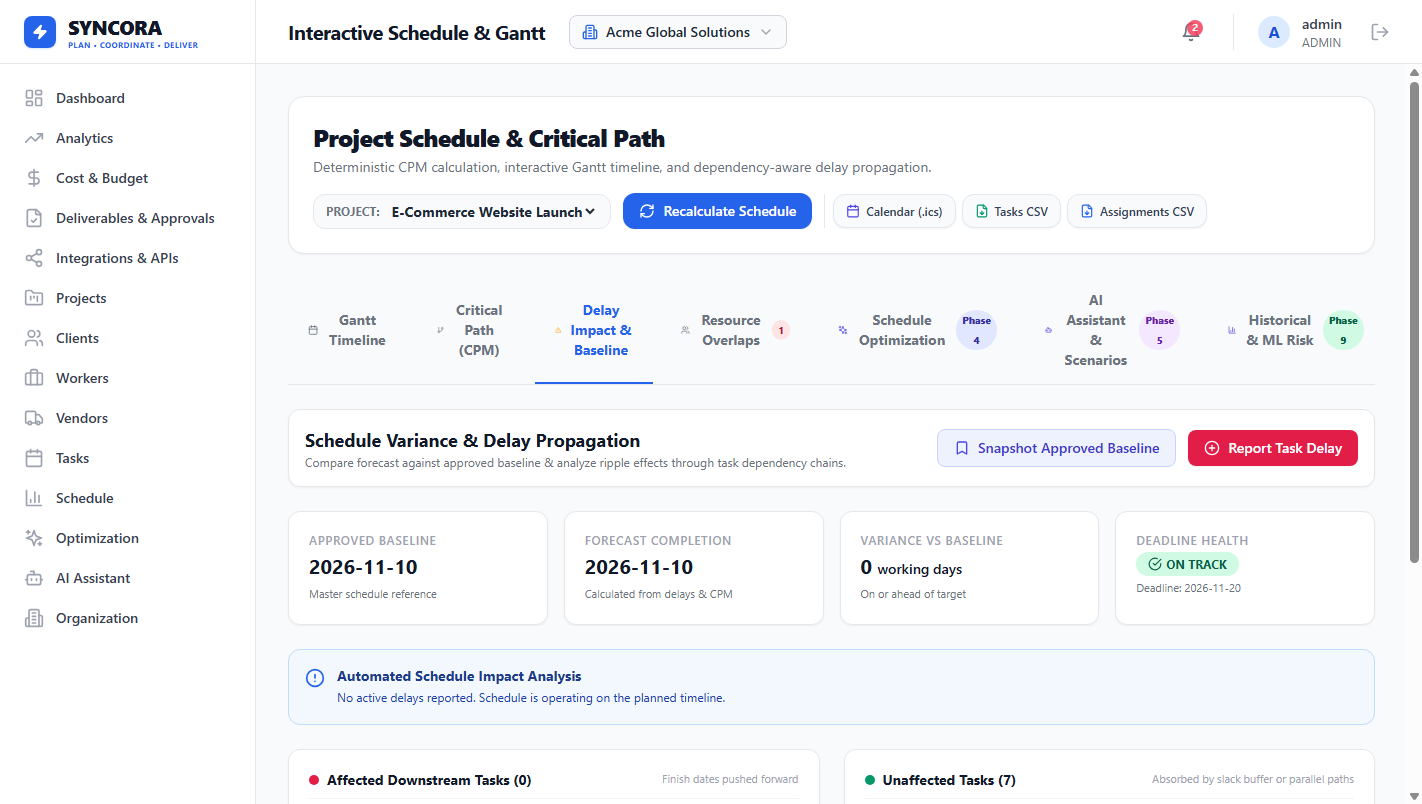 SYNCORA
PLAN • COORDINATE • DELIVER
Interactive Schedule & Gantt
Acme Global Solutions
2
A
admin
ADMIN
Dashboard
Analytics
Cost & Budget
Deliverables & Approvals
Integrations & APIs
Projects
Clients
Workers
Vendors
Tasks
Schedule
Optimization
AI Assistant
Organization
Project Schedule & Critical Path
Deterministic CPM calculation, interactive Gantt timeline, and dependency-aware delay propagation.
PROJECT: E-Commerce Website Launch
Recalculate Schedule
Calendar (.ics)
Tasks CSV
Assignments CSV
Gantt
Timeline
Critical
Path
(CPM)
Delay
Impact &
Baseline
Resource
Overlaps
1
Schedule
Optimization
Phase
4
AI
Assistant
&
Scenarios
Phase
5
Historical
& ML Risk
Phase
9
Schedule Variance & Delay Propagation
Compare forecast against approved baseline & analyze ripple effects through task dependency chains.
Snapshot Approved Baseline
Report Task Delay
APPROVED BASELINE
2026-11-10
Master schedule reference
FORECAST COMPLETION
2026-11-10
Calculated from delays & CPM
VARIANCE VS BASELINE
0 working days
On or ahead of target
DEADLINE HEALTH
ON TRACK
Deadline: 2026-11-20
Automated Schedule Impact Analysis
No active delays reported. Schedule is operating on the planned timeline.
Affected Downstream Tasks (0)
Finish dates pushed forward
Unaffected Tasks (7)
Absorbed by slack buffer or parallel paths